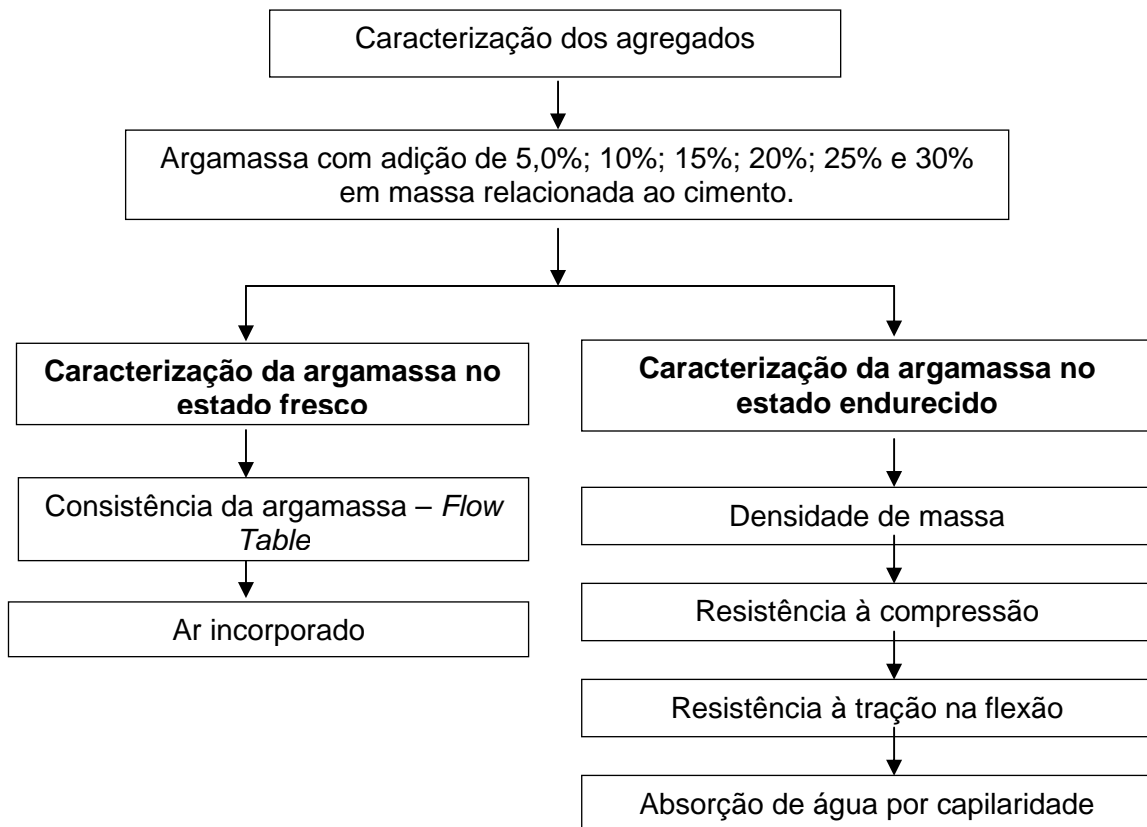 Caracterização dos agregados
Argamassa com adição de 5,0%; 10%; 15%; 20%; 25% e 30%
em massa relacionada ao cimento.
Caracterização da argamassa no
estado fresco
Consistência da argamassa – Flow
Table
Ar incorporado
Caracterização da argamassa no
estado endurecido
Densidade de massa
Resistência à compressão
Resistência à tração na flexão
Absorção de água por capilaridade